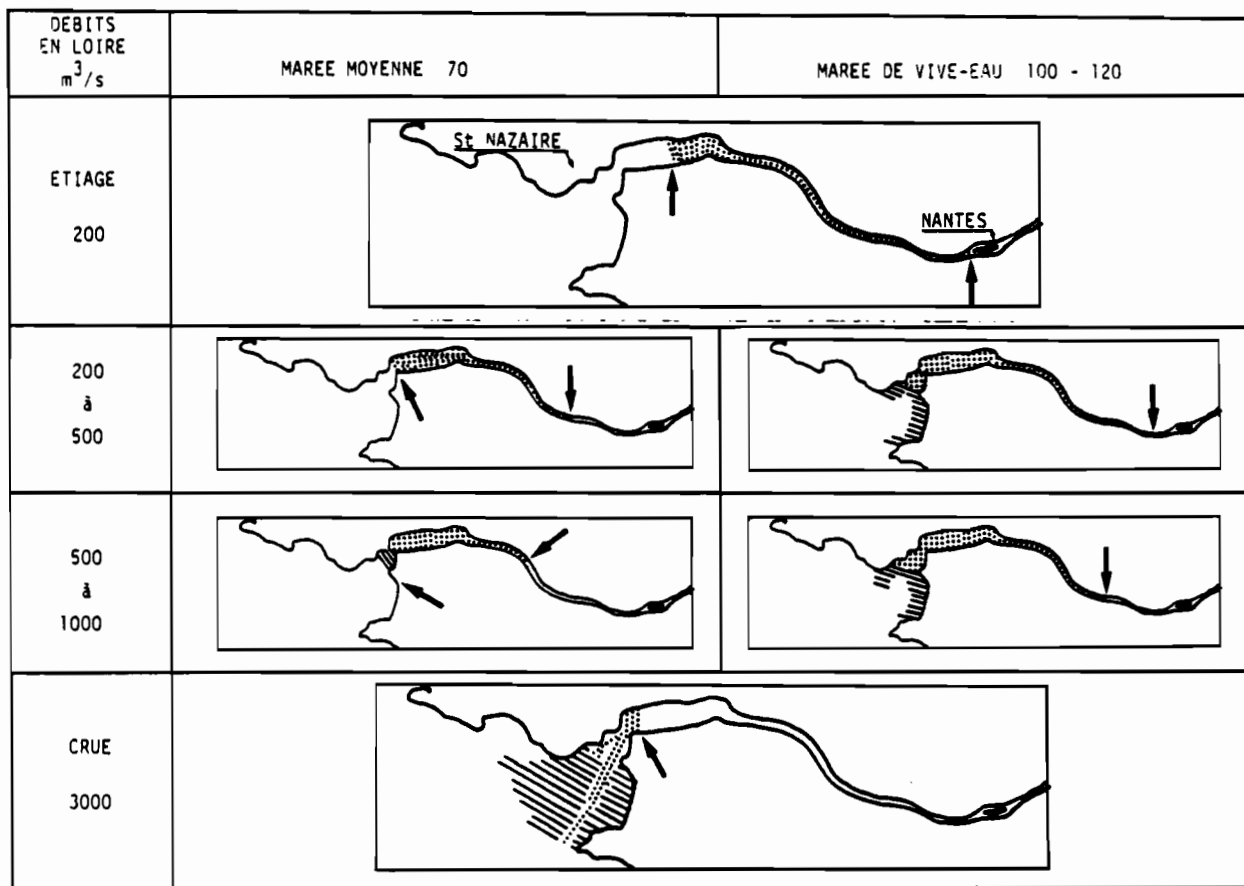 DEBITS
EN LOIRE
m³/s
MAREE MOYENNE 70
MAREE DE VIVE-EAU 100 - 120
ETIAGE
200
St NAZAIRE
NANTES
200
à
500
500
à
1000
CRUE
3000